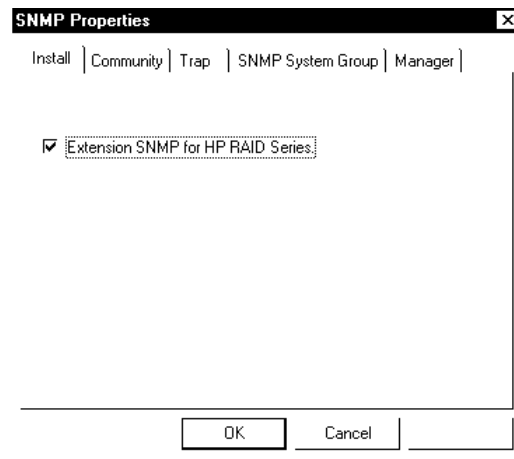 SNMP Properties
Install Community Trap SNMP System Group Manager
Extension SNMP for HP RAID Series.
OK Cancel